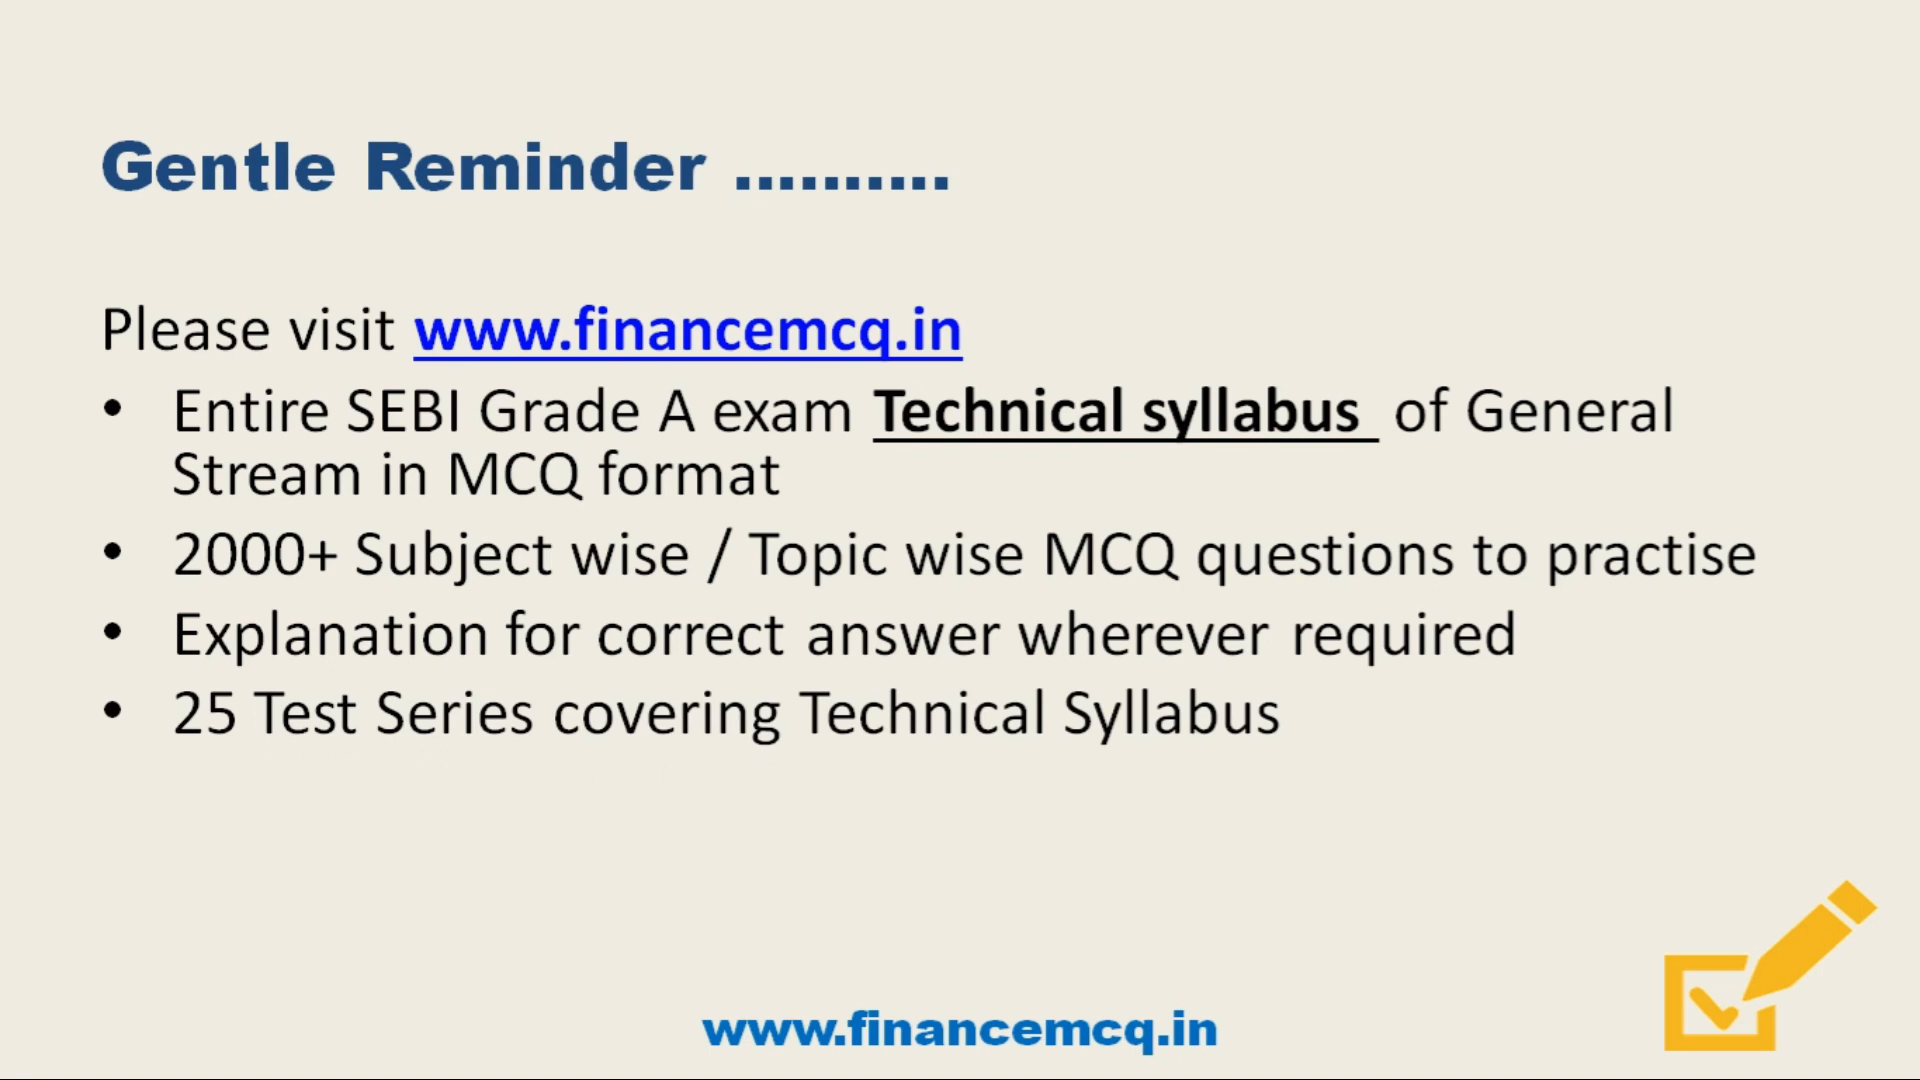 Gentle Reminder ..........
Please visit www.financemcq.in
• Entire SEBI Grade A exam Technical syllabus of General
Stream in MCQ format
• 2000+ Subject wise / Topic wise MCQ questions to practise
• Explanation for correct answer wherever required
• 25 Test Series covering Technical Syllabus
www.financemcq.in